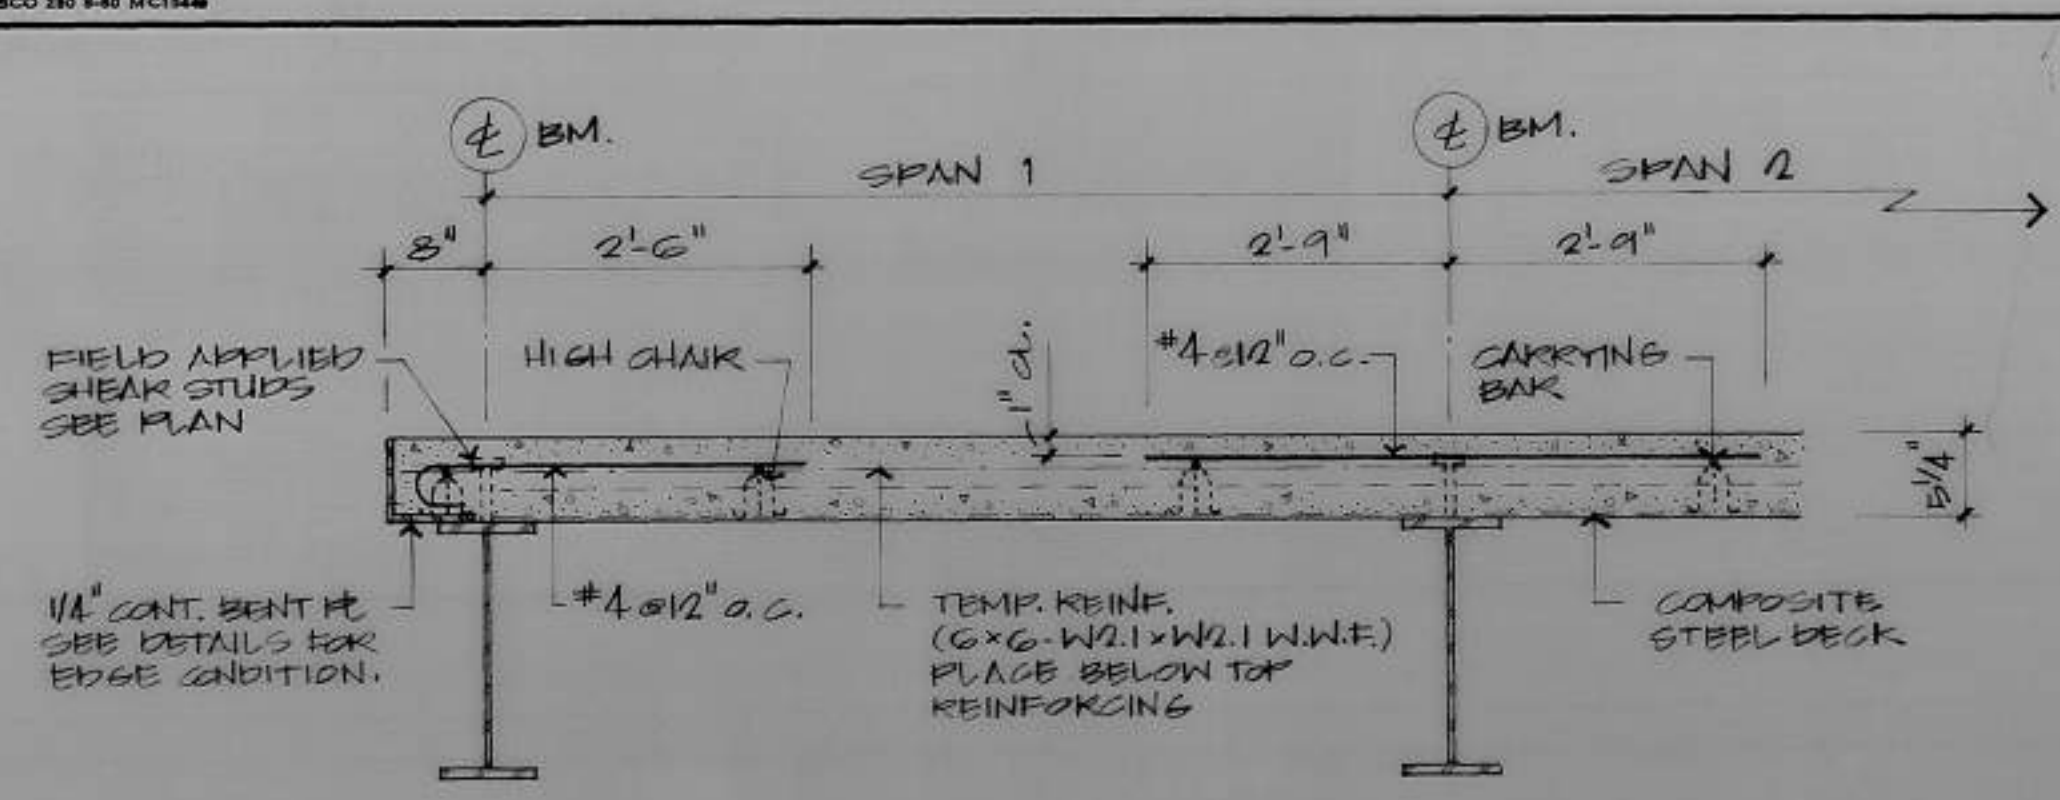 ℄ BM.
℄ BM.
SPAN 1
SPAN 2
8"
2'-6"
2'-9"
2'-9"
FIELD APPLIED
SHEAR STUDS
SEE PLAN
HIGH CHAIR
1" cl.
#4 @12" O.C.
CARRYING
BAR
5 1/4"
1/4" CONT. BENT PL
SEE DETAILS FOR
EDGE CONDITION.
#4 @12" O.C.
TEMP. REINF.
(6×6-W2.1×W2.1 W.W.F.)
PLACE BELOW TOP
REINFORCING
COMPOSITE
STEEL DECK